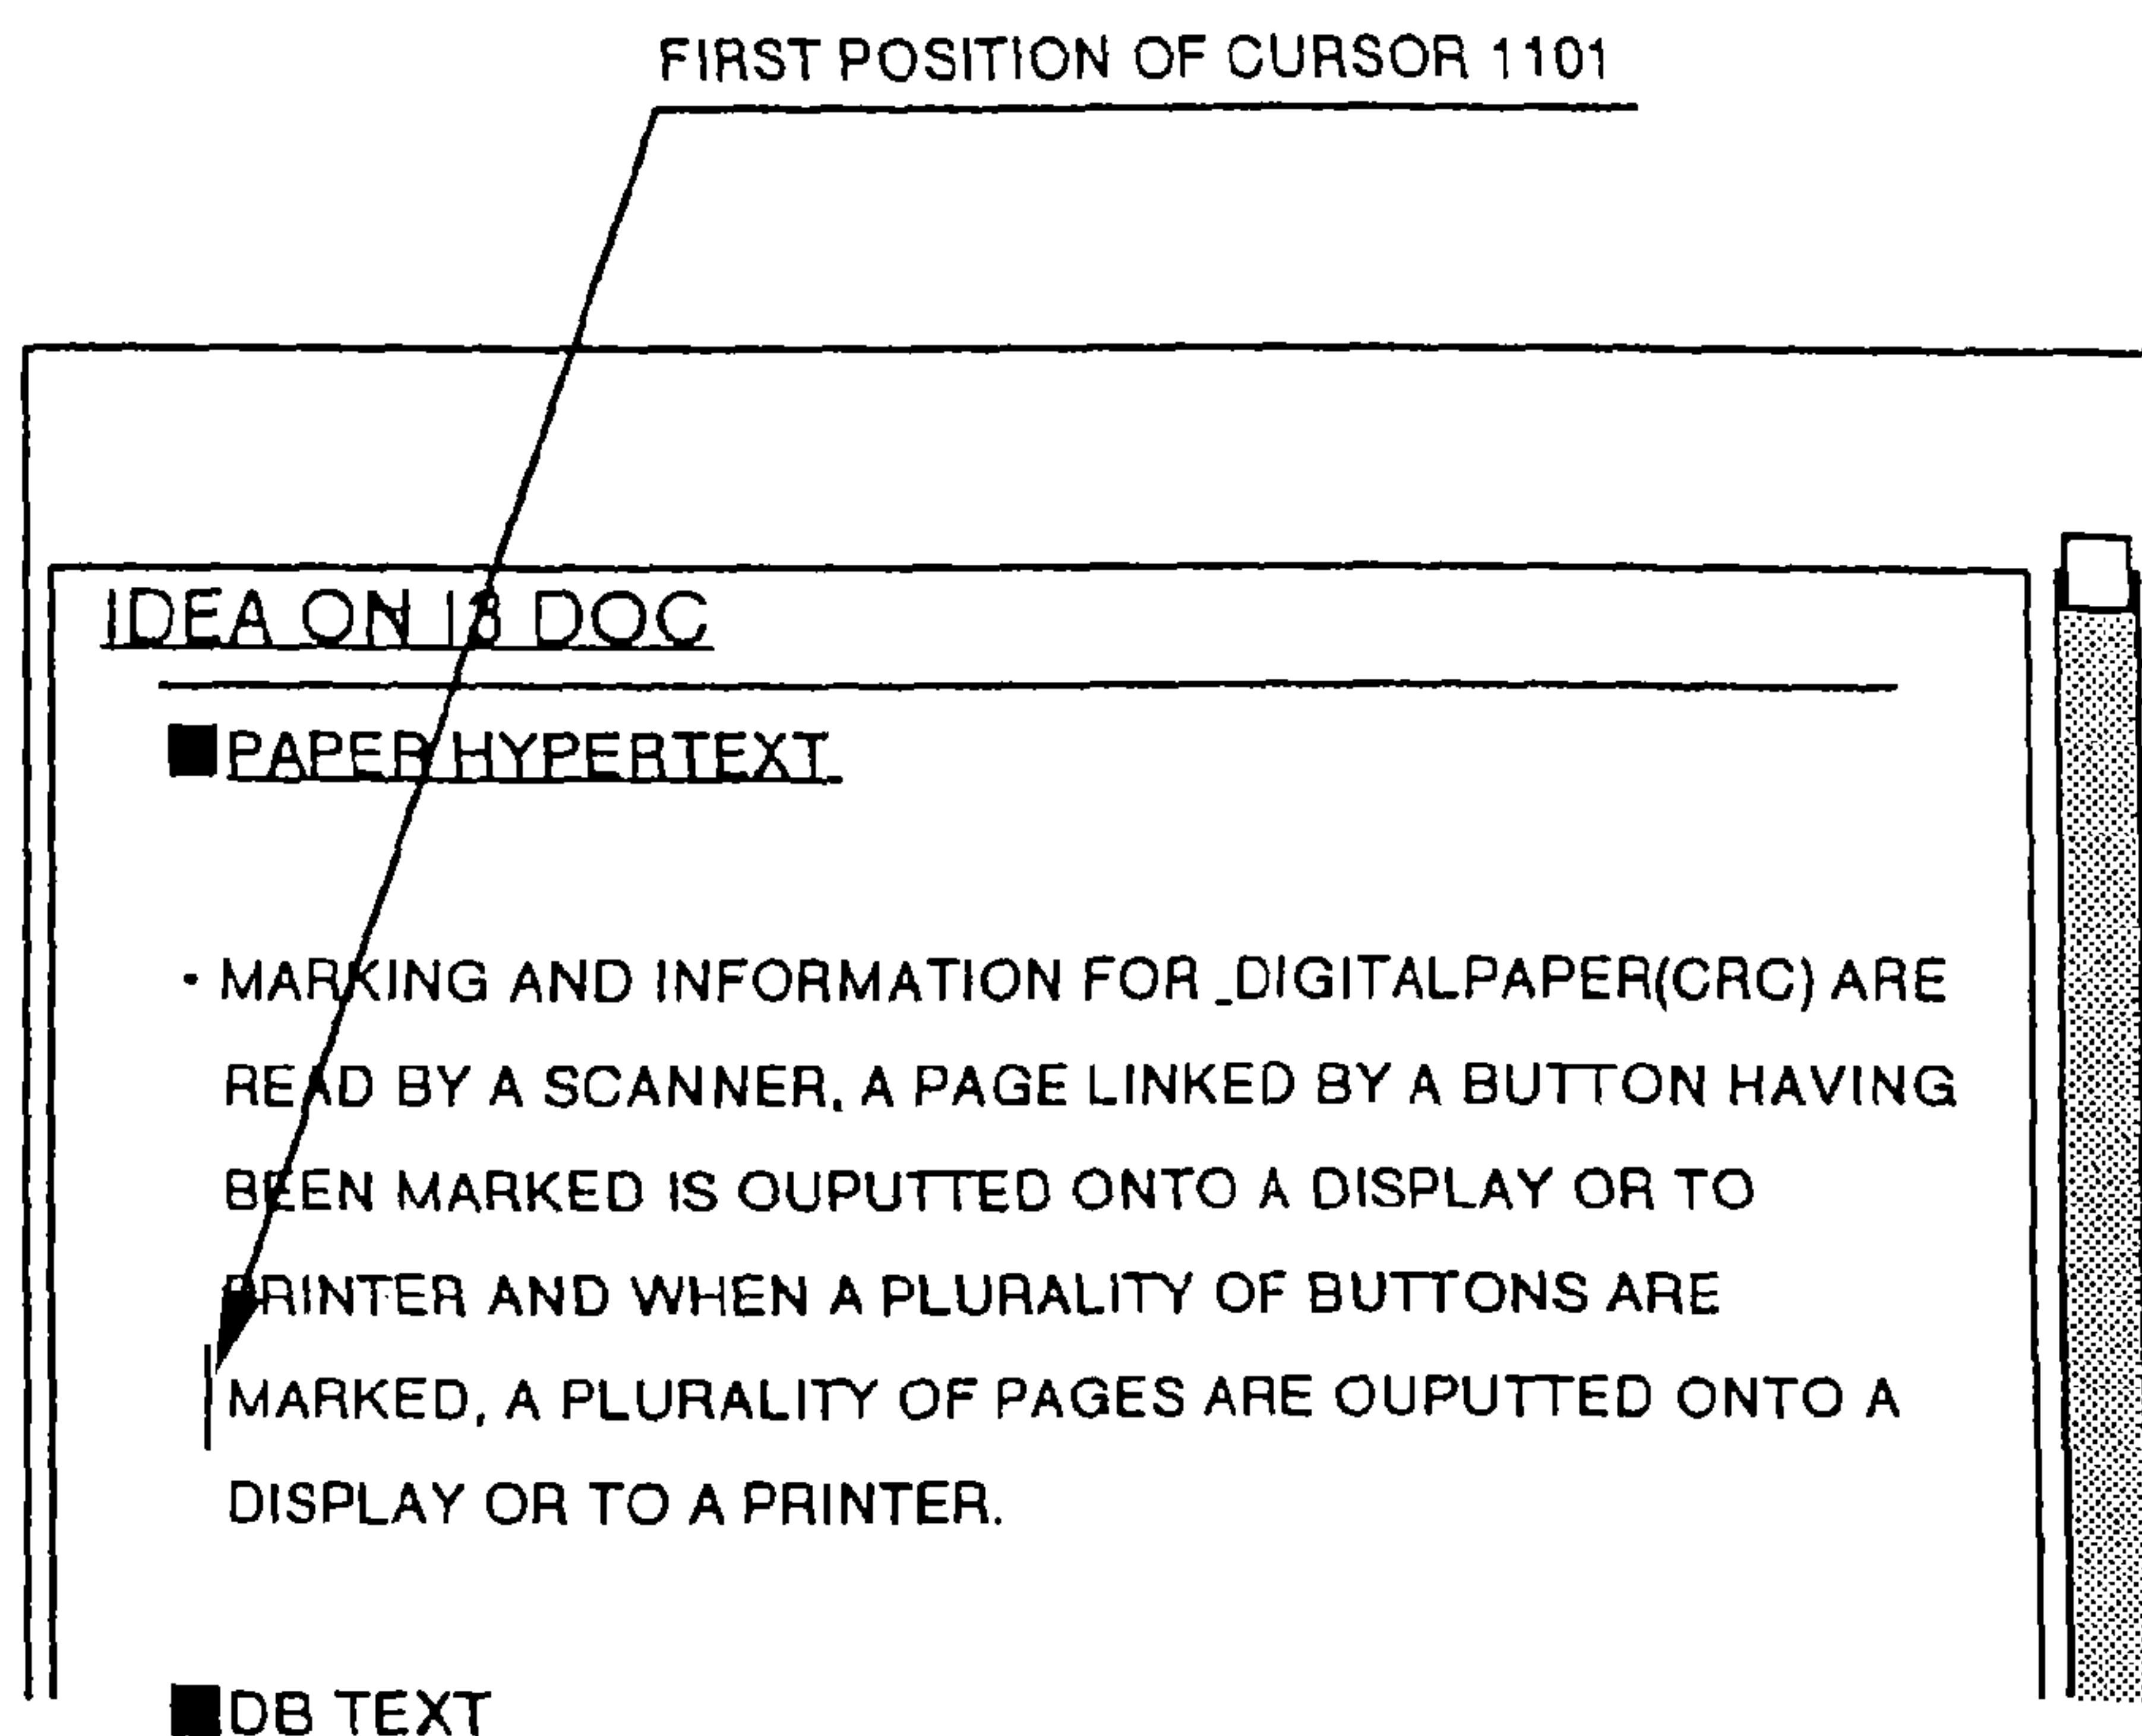 FIRST POSITION OF CURSOR 1101
IDEA ON 18 DOC
■PAPER HYPERTEXT
• MARKING AND INFORMATION FOR _DIGITALPAPER(CRC) ARE
READ BY A SCANNER, A PAGE LINKED BY A BUTTON HAVING
BEEN MARKED IS OUPUTTED ONTO A DISPLAY OR TO
PRINTER AND WHEN A PLURALITY OF BUTTONS ARE
MARKED, A PLURALITY OF PAGES ARE OUPUTTED ONTO A
DISPLAY OR TO A PRINTER.
■DB TEXT